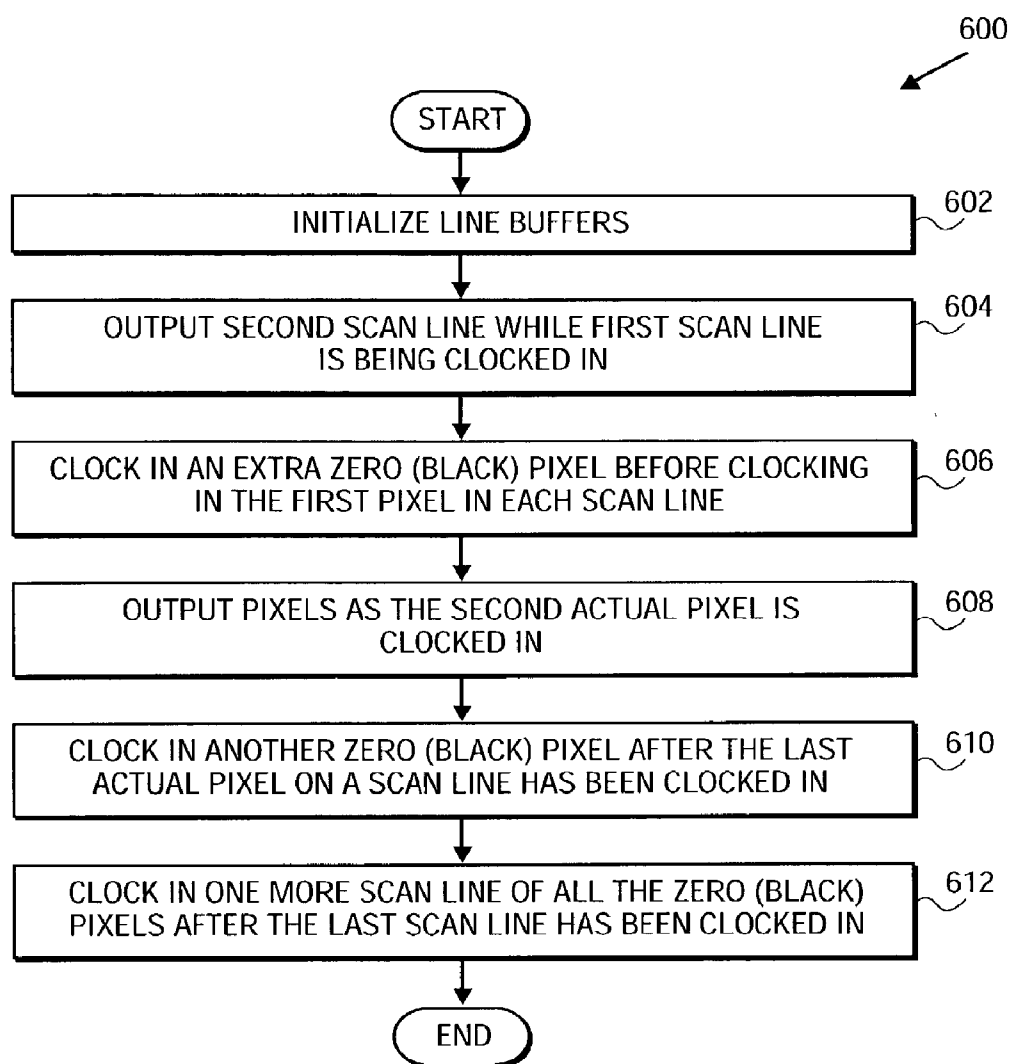 600
START
INITIALIZE LINE BUFFERS
602
OUTPUT SECOND SCAN LINE WHILE FIRST SCAN LINE
IS BEING CLOCKED IN
604
CLOCK IN AN EXTRA ZERO (BLACK) PIXEL BEFORE CLOCKING
IN THE FIRST PIXEL IN EACH SCAN LINE
606
OUTPUT PIXELS AS THE SECOND ACTUAL PIXEL IS
CLOCKED IN
608
CLOCK IN ANOTHER ZERO (BLACK) PIXEL AFTER THE LAST
ACTUAL PIXEL ON A SCAN LINE HAS BEEN CLOCKED IN
610
CLOCK IN ONE MORE SCAN LINE OF ALL THE ZERO (BLACK)
PIXELS AFTER THE LAST SCAN LINE HAS BEEN CLOCKED IN
612
END